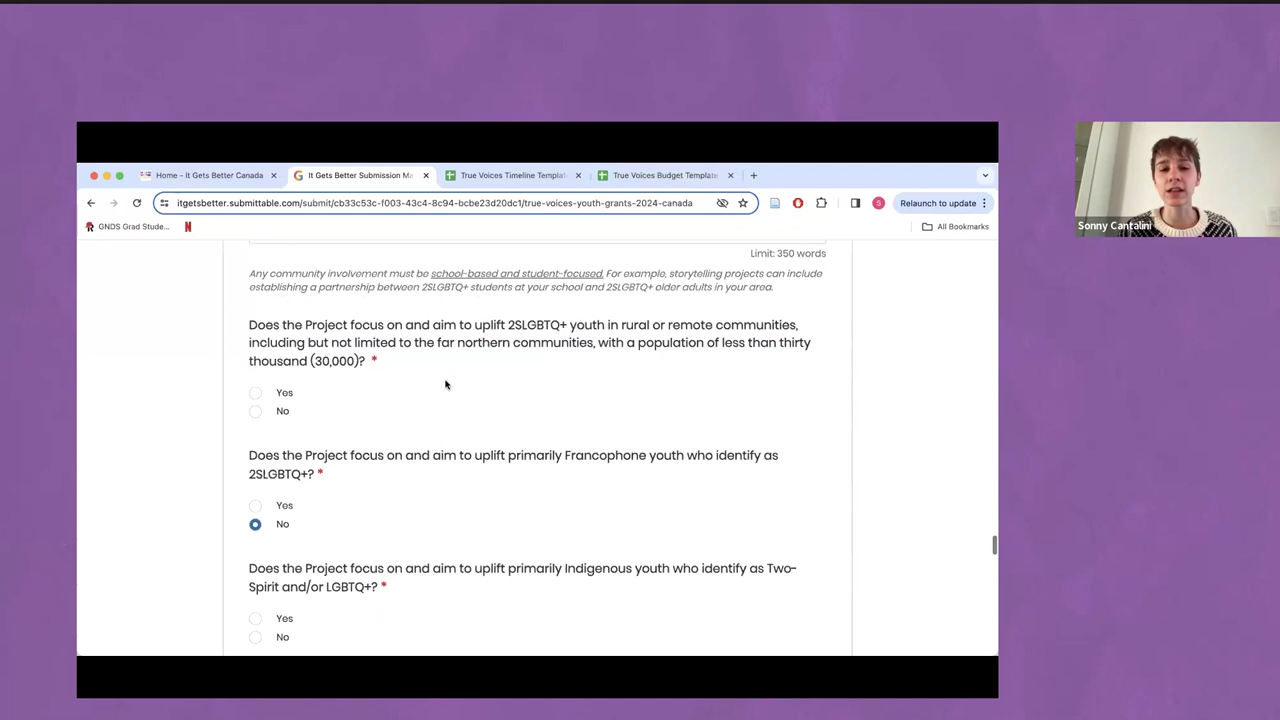 Home - It Gets Better Canada
It Gets Better Submission Ma
True Voices Timeline Templat
True Voices Budget Template
itgetsbetter.submittable.com/submit/cb33c53c-f003-43c4-8c94-bcbe23d20dc1/true-voices-youth-grants-2024-canada
S
Relaunch to update
GNDS Grad Stude...
N
All Bookmarks
Limit: 350 words
Any community involvement must be school-based and student-focused. For example, storytelling projects can include
establishing a partnership between 2SLGBTQ+ students at your school and 2SLGBTQ+ older adults in your area.
Does the Project focus on and aim to uplift 2SLGBTQ+ youth in rural or remote communities,
including but not limited to the far northern communities, with a population of less than thirty
thousand (30,000)? *
Yes
No
Does the Project focus on and aim to uplift primarily Francophone youth who identify as
2SLGBTQ+? *
Yes
No
Does the Project focus on and aim to uplift primarily Indigenous youth who identify as Two-
Spirit and/or LGBTQ+? *
Yes
No
Sonny Cantalini